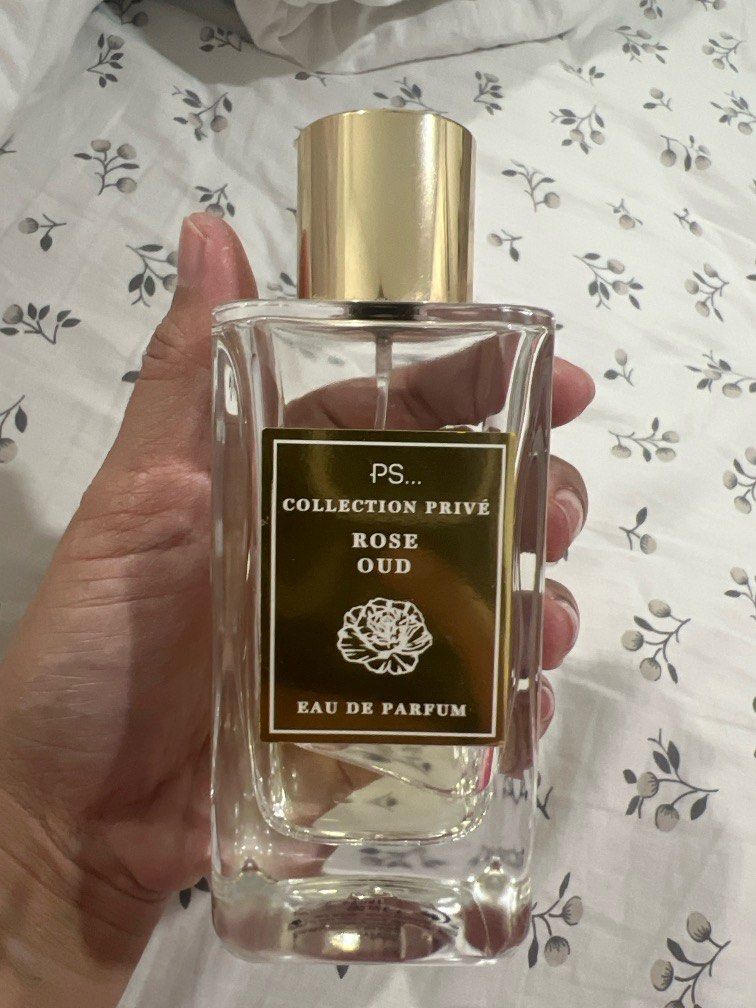 PS...
COLLECTION PRIVÉ
ROSE
OUD
EAU DE PARFUM